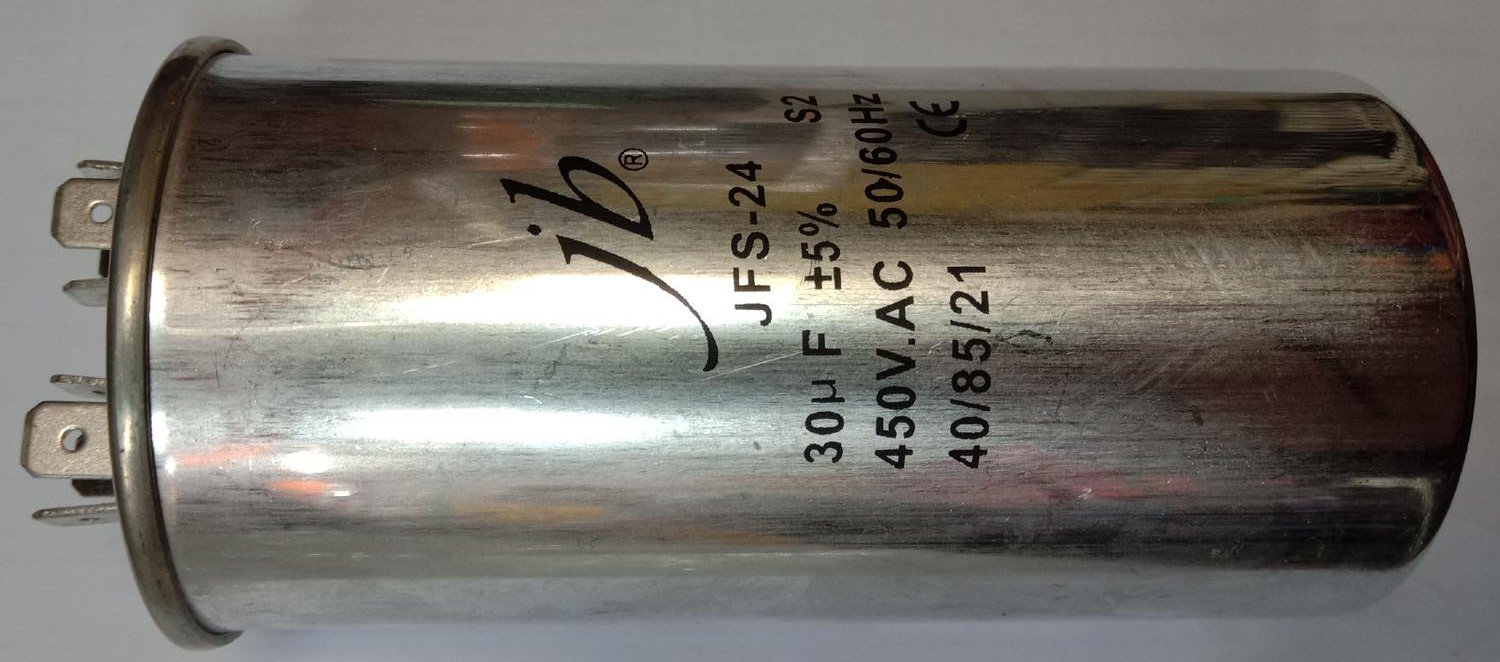 jb®
JFS-24
30μF ±5% S2
450V.AC 50/60Hz
40/85/21 CE